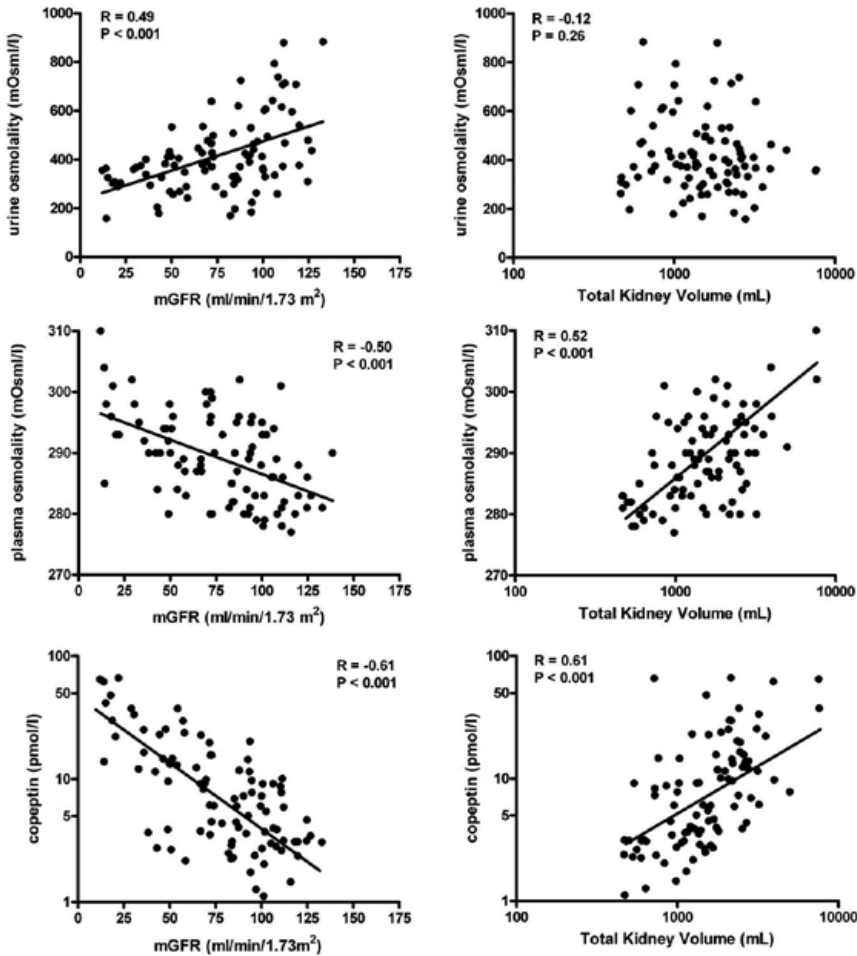 R = 0.49
P < 0.001
urine osmolality (mOsml/l)
1000
800
600
400
200
0
0 25 50 75 100 125 150 175
mGFR (ml/min/1.73 m²)
R = -0.12
P = 0.26
urine osmolality (mOsml/l)
1000
800
600
400
200
0
100 1000 10000
Total Kidney Volume (mL)
R = -0.50
P < 0.001
plasma osmolality (mOsml/l)
310
300
290
280
270
0 25 50 75 100 125 150 175
mGFR (ml/min/1.73 m²)
R = 0.52
P < 0.001
plasma osmolality (mOsml/l)
310
300
290
280
270
100 1000 10000
Total Kidney Volume (mL)
R = -0.61
P < 0.001
copeptin (pmol/l)
100
50
10
5
1
0 25 50 75 100 125 150 175
mGFR (ml/min/1.73m²)
R = 0.61
P < 0.001
copeptin (pmol/l)
100
50
10
5
1
100 1000 10000
Total Kidney Volume (mL)